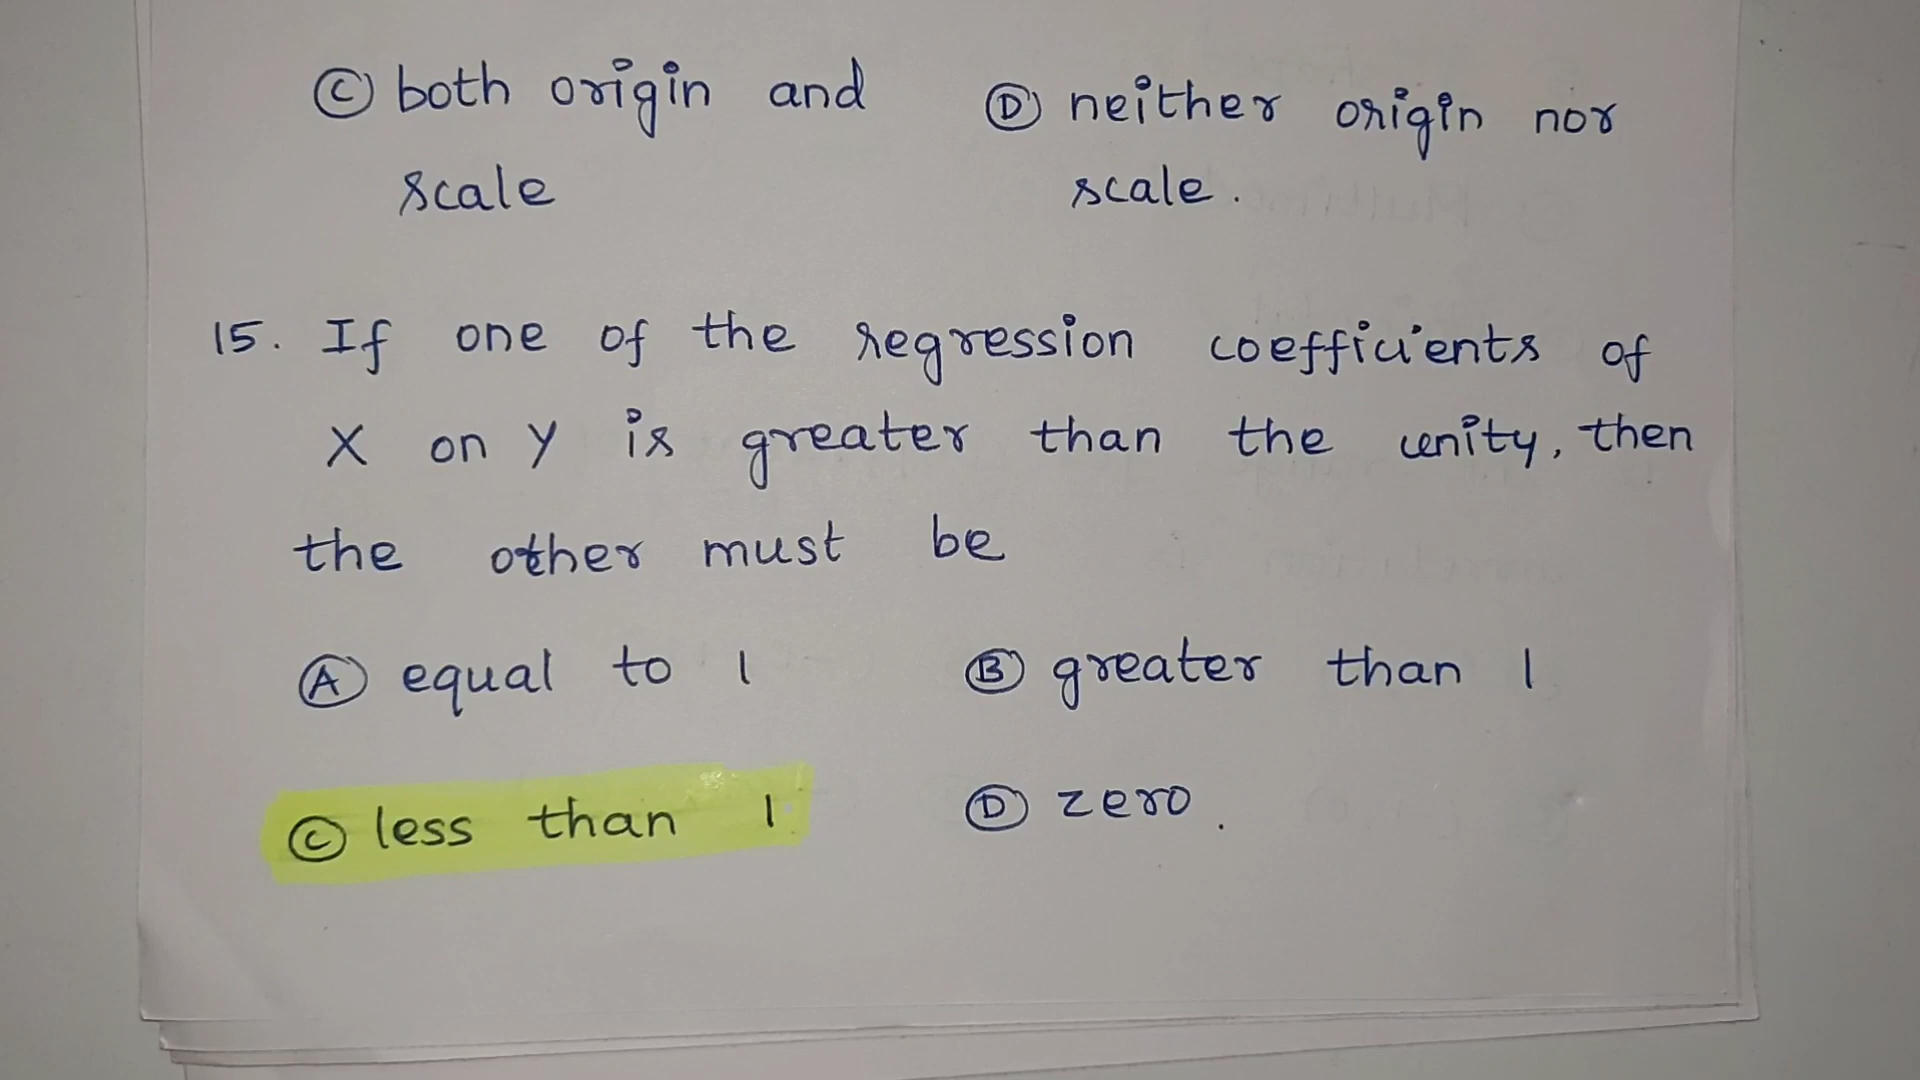 Ⓒ both origin and Ⓓ neither origin nor
scale scale.
15. If one of the regression coefficients of
X on Y is greater than the unity, then
the other must be
Ⓐ equal to 1 Ⓑ greater than 1
Ⓒ less than 1 Ⓓ zero.